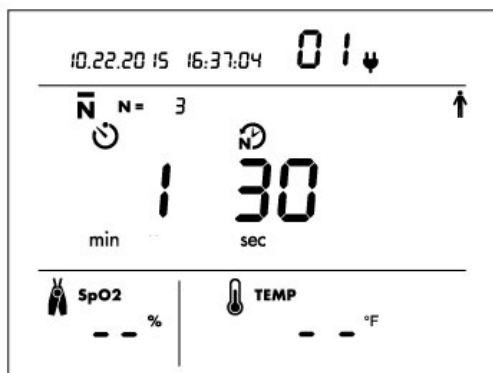 10.22.2015 16:37:04 01
N N = 3
N
1 30
min sec
SpO2 TEMP
-- % -- °F